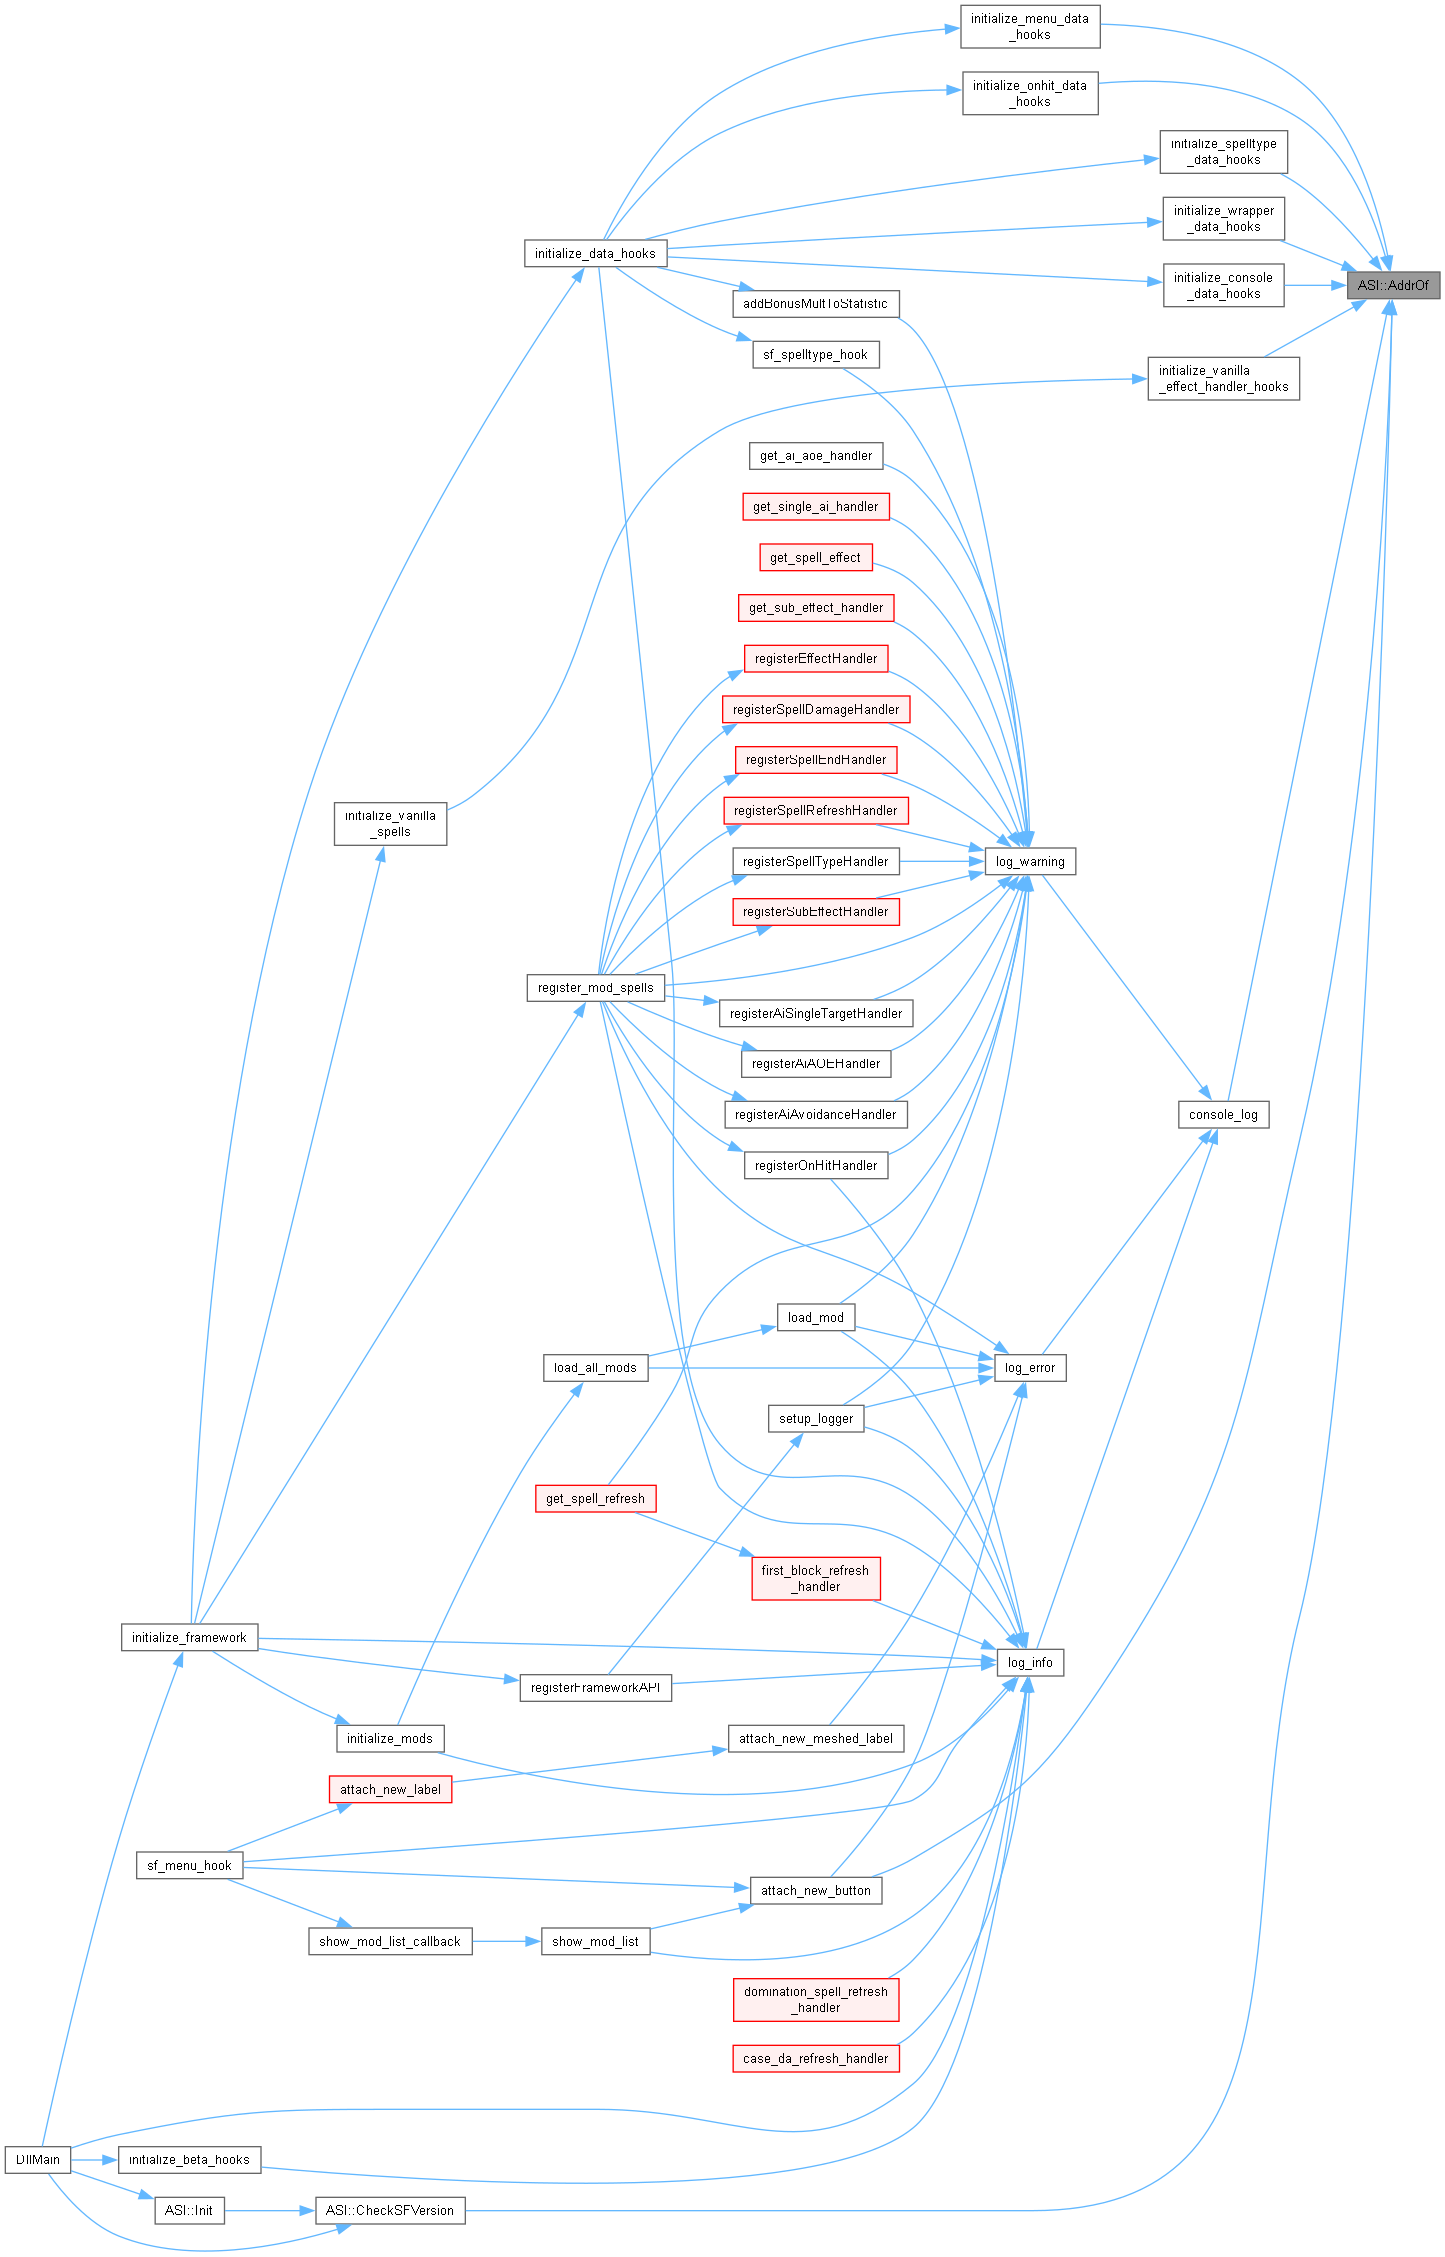 initialize_menu_data
_hooks
initialize_onhit_data
_hooks
initialize_spelltype
_data_hooks
initialize_wrapper
_data_hooks
initialize_data_hooks
initialize_console
_data_hooks
ASI::AddrOf
addBonusMultToStatistic
sf_spelltype_hook
initialize_vanilla
_effect_handler_hooks
get_ai_aoe_handler
get_single_ai_handler
get_spell_effect
get_sub_effect_handler
registerEffectHandler
registerSpellDamageHandler
registerSpellEndHandler
registerSpellRefreshHandler
initialize_vanilla
_spells
registerSpellTypeHandler
log_warning
registerSubEffectHandler
register_mod_spells
registerAiSingleTargetHandler
registerAiAOEHandler
registerAiAvoidanceHandler
console_log
registerOnHitHandler
load_mod
load_all_mods
log_error
setup_logger
get_spell_refresh
first_block_refresh
_handler
initialize_framework
log_info
registerFrameworkAPI
initialize_mods
attach_new_meshed_label
attach_new_label
sf_menu_hook
attach_new_button
show_mod_list_callback
show_mod_list
domination_spell_refresh
_handler
case_da_refresh_handler
DllMain
initialize_beta_hooks
ASI::Init
ASI::CheckSFVersion